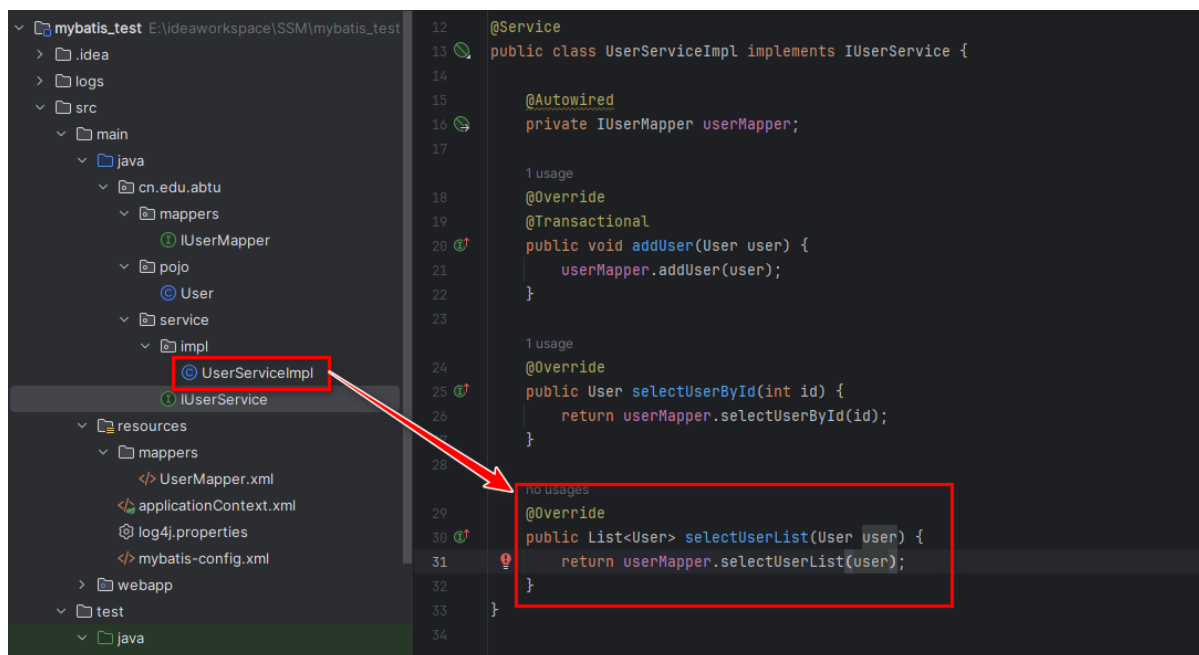 mybatis_test E:\ideaworkspace\SSM\mybatis_test
.idea
logs
src
main
java
cn.edu.abtu
mappers
IUserMapper
pojo
User
service
impl
UserServiceImpl
IUserService
resources
mappers
UserMapper.xml
applicationContext.xml
log4j.properties
mybatis-config.xml
webapp
test
java
12 @Service
13 public class UserServiceImpl implements IUserService {
14
15 @Autowired
16 private IUserMapper userMapper;
17
1 usage
18 @Override
19 @Transactional
20 public void addUser(User user) {
21 userMapper.addUser(user);
22 }
23
1 usage
24 @Override
25 public User selectUserById(int id) {
26 return userMapper.selectUserById(id);
}
28
no usages
29 @Override
30 public List<User> selectUserList(User user) {
31 return userMapper.selectUserList(user);
32 }
33 }
34